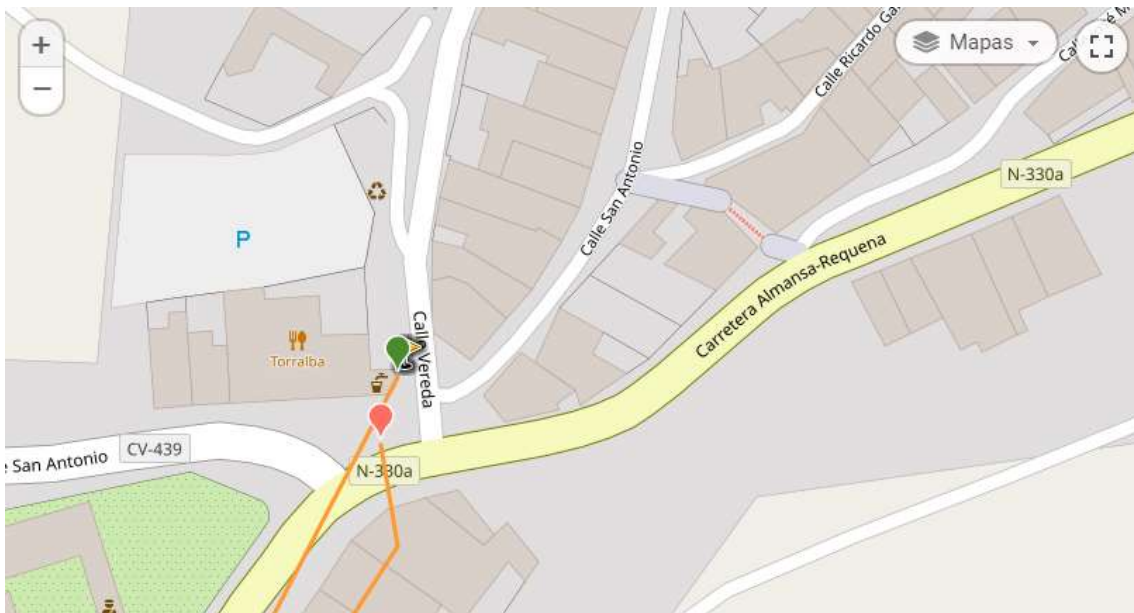 +
−
Mapas
Calle Ricardo Ga
Calle
é M
N-330a
Calle San Antonio
P
Carretera Almansa-Requena
Calle Vereda
Torralba
San Antonio
CV-439
N-330a